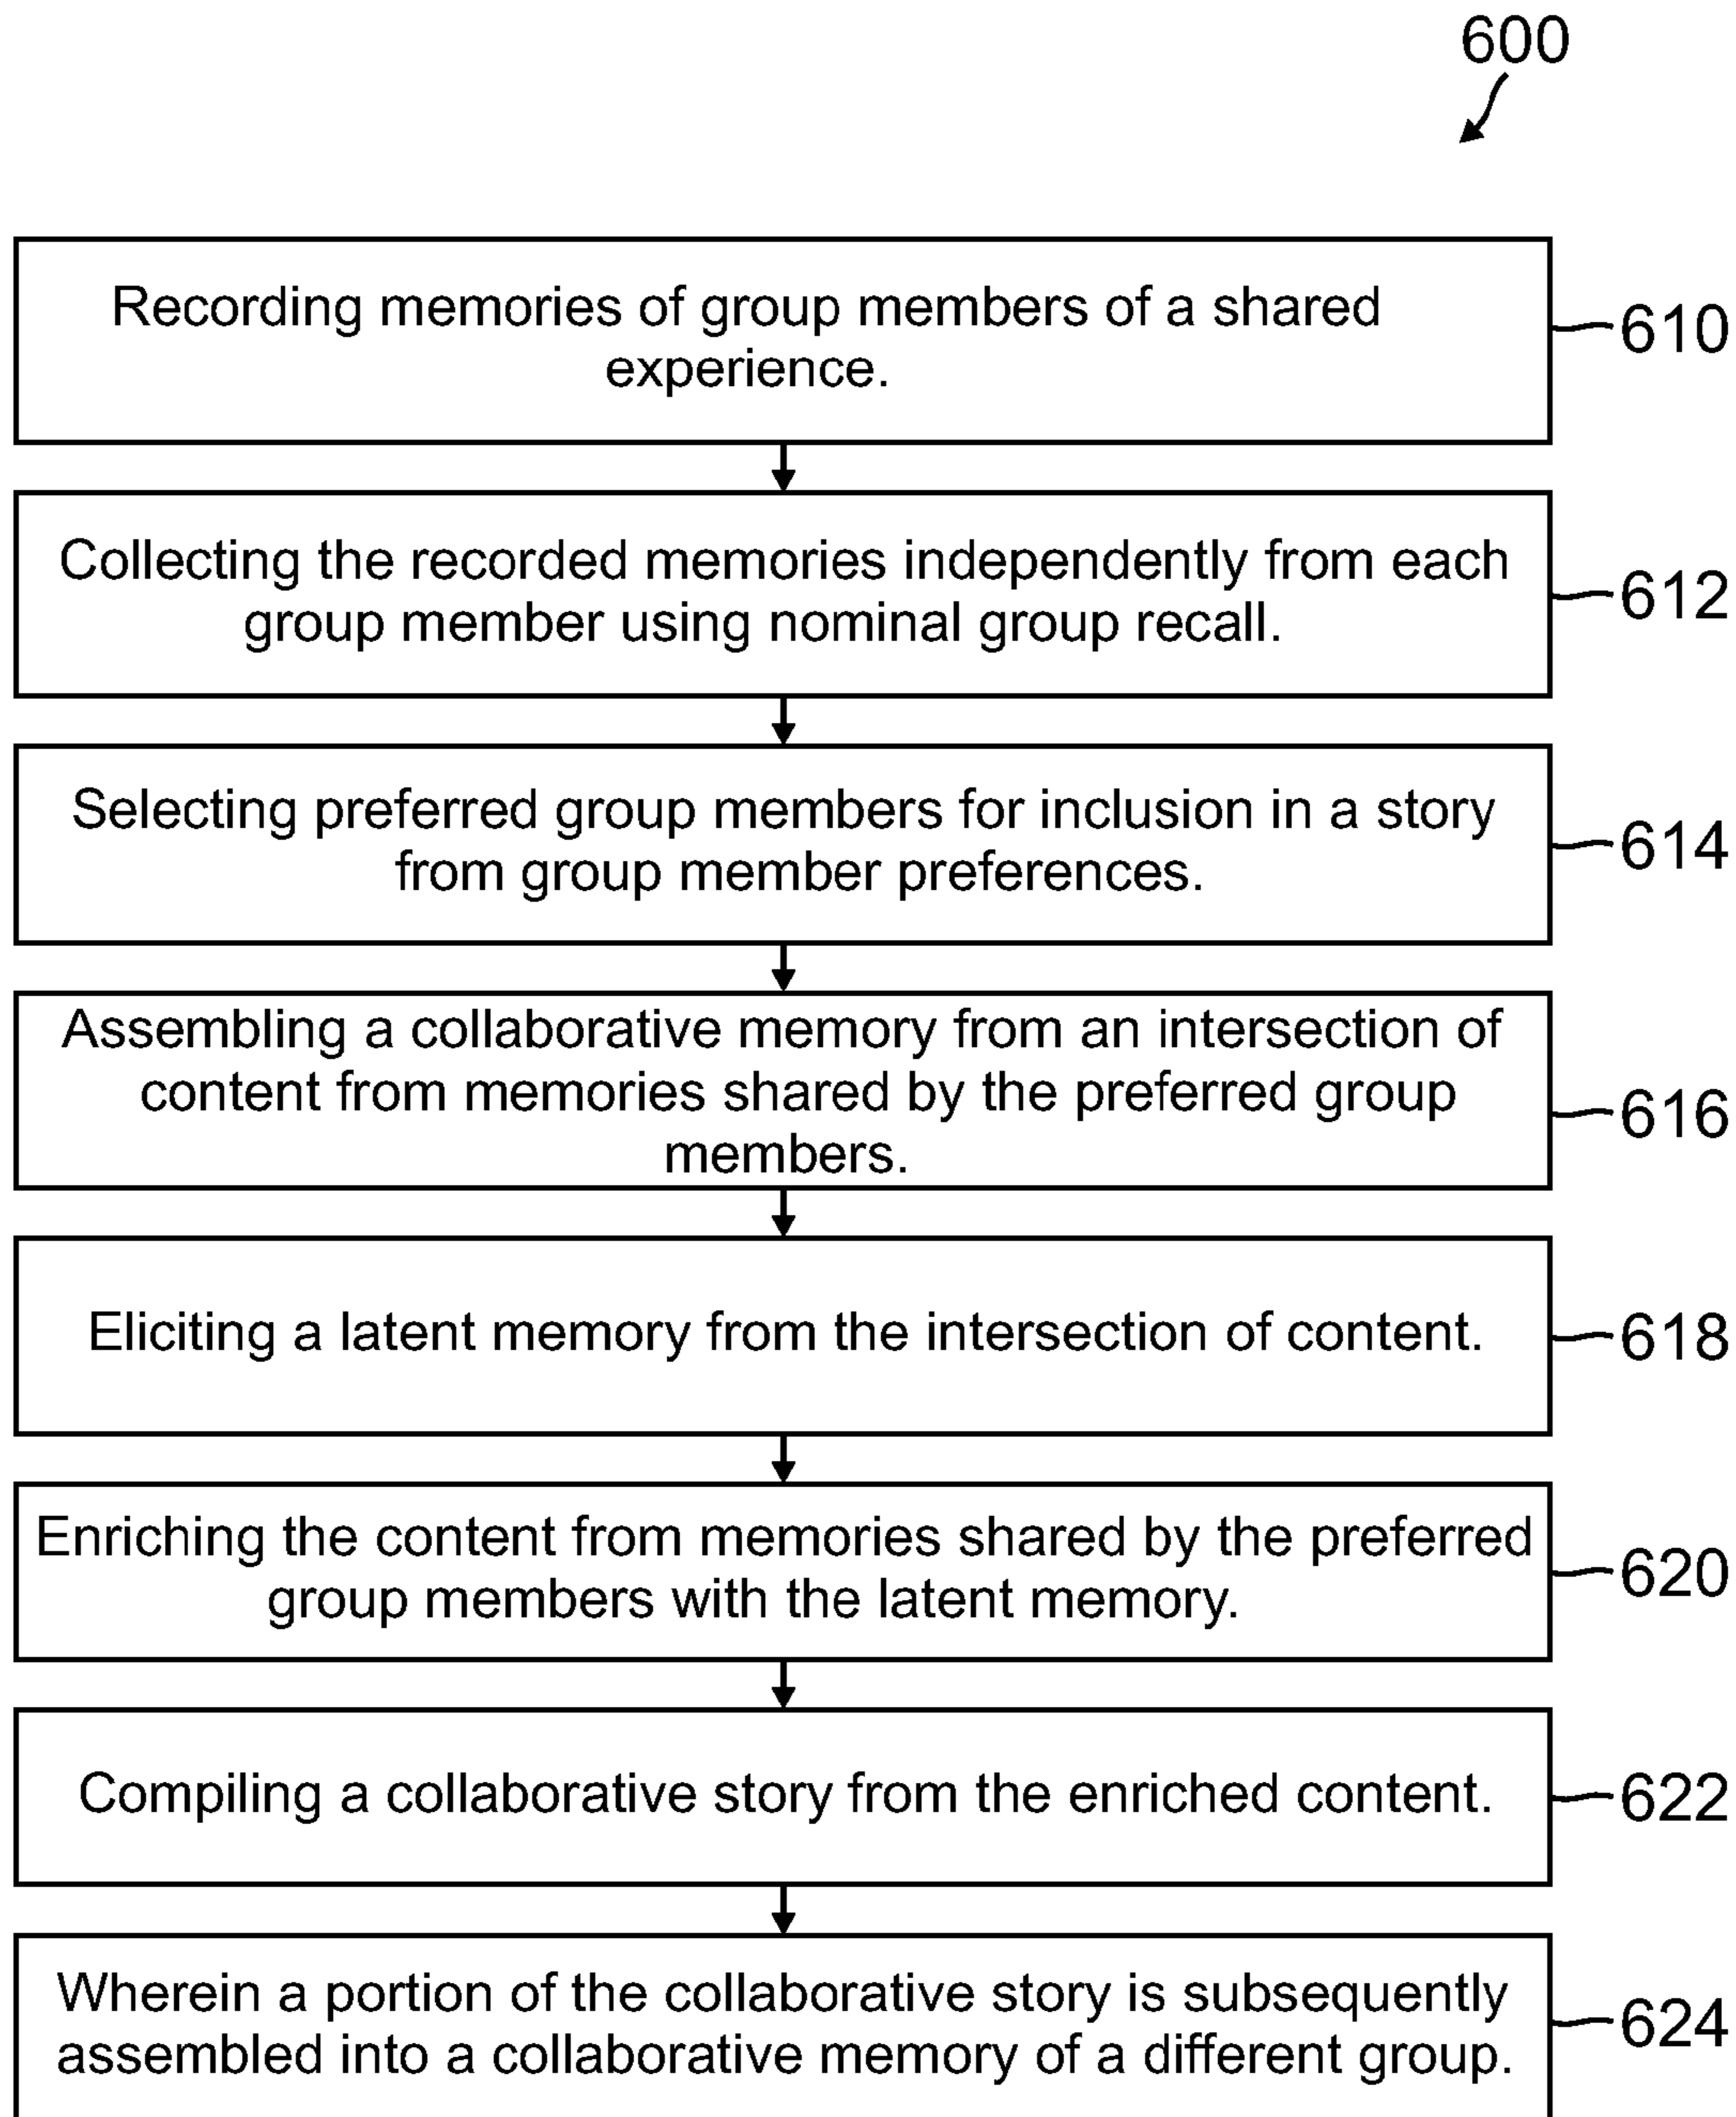 600
Recording memories of group members of a shared
experience.
610
Collecting the recorded memories independently from each
group member using nominal group recall.
612
Selecting preferred group members for inclusion in a story
from group member preferences.
614
Assembling a collaborative memory from an intersection of
content from memories shared by the preferred group
members.
616
Eliciting a latent memory from the intersection of content.
618
Enriching the content from memories shared by the preferred
group members with the latent memory.
620
Compiling a collaborative story from the enriched content.
622
Wherein a portion of the collaborative story is subsequently
assembled into a collaborative memory of a different group.
624